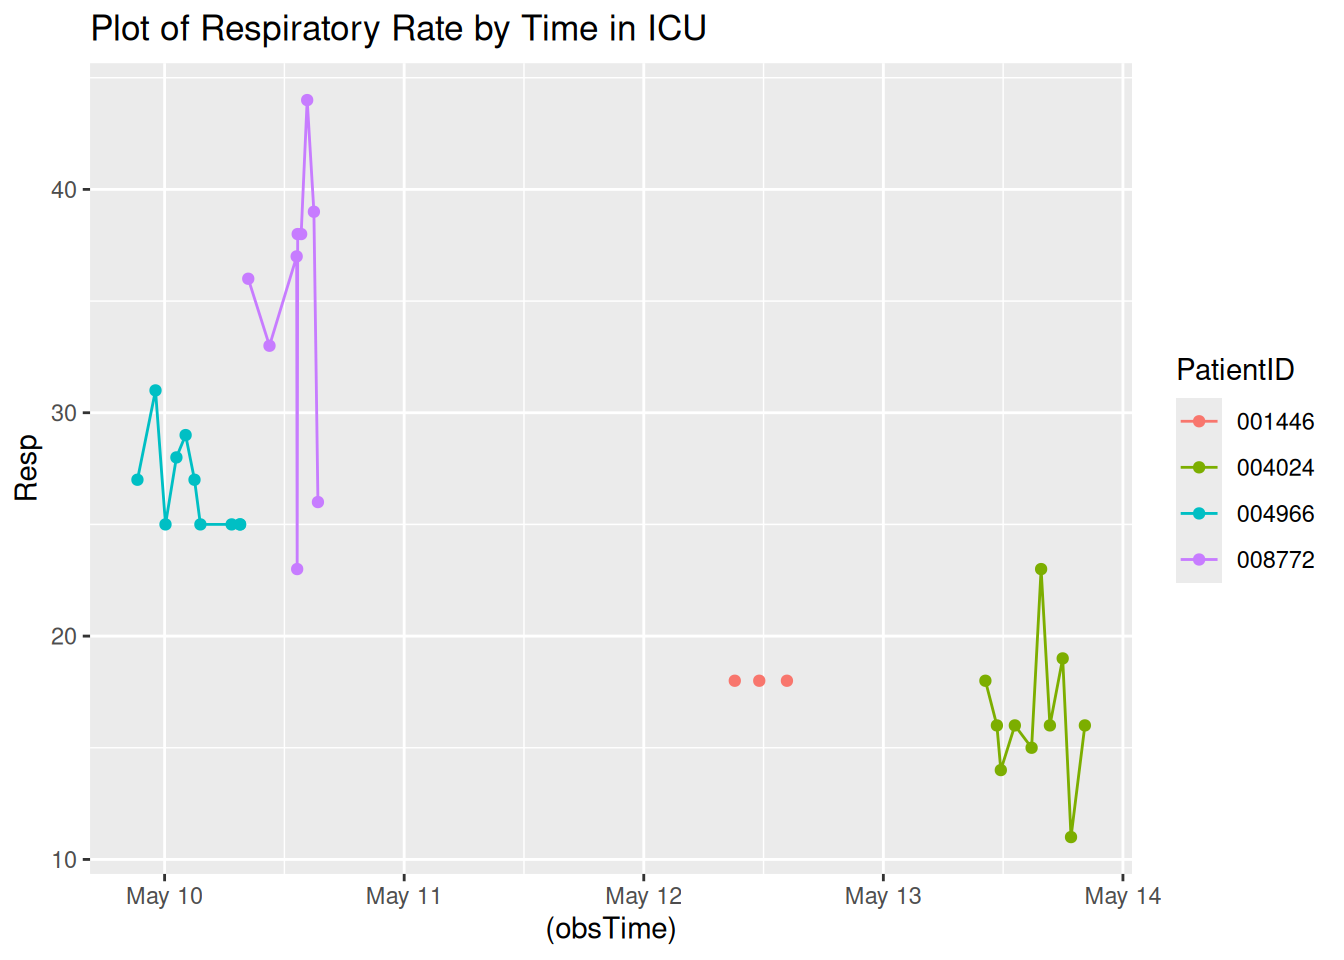 Plot of Respiratory Rate by Time in ICU
Resp
40
30
20
10
May 10
May 11
May 12
May 13
May 14
(obsTime)
PatientID
001446
004024
004966
008772